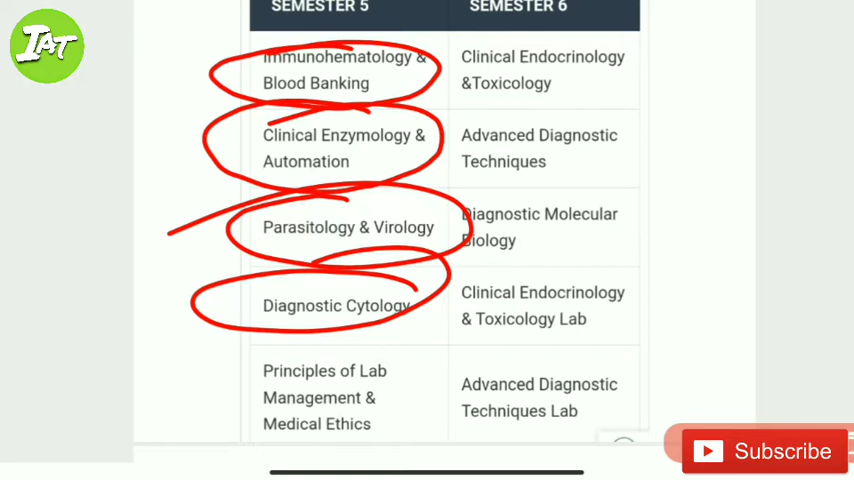 IAT
SEMESTER 5
SEMESTER 6
Immunohematology &
Blood Banking
Clinical Endocrinology
&Toxicology
Clinical Enzymology &
Automation
Advanced Diagnostic
Techniques
Parasitology & Virology
Diagnostic Molecular
Biology
Diagnostic Cytology
Clinical Endocrinology
& Toxicology Lab
Principles of Lab
Management &
Medical Ethics
Advanced Diagnostic
Techniques Lab
Subscribe